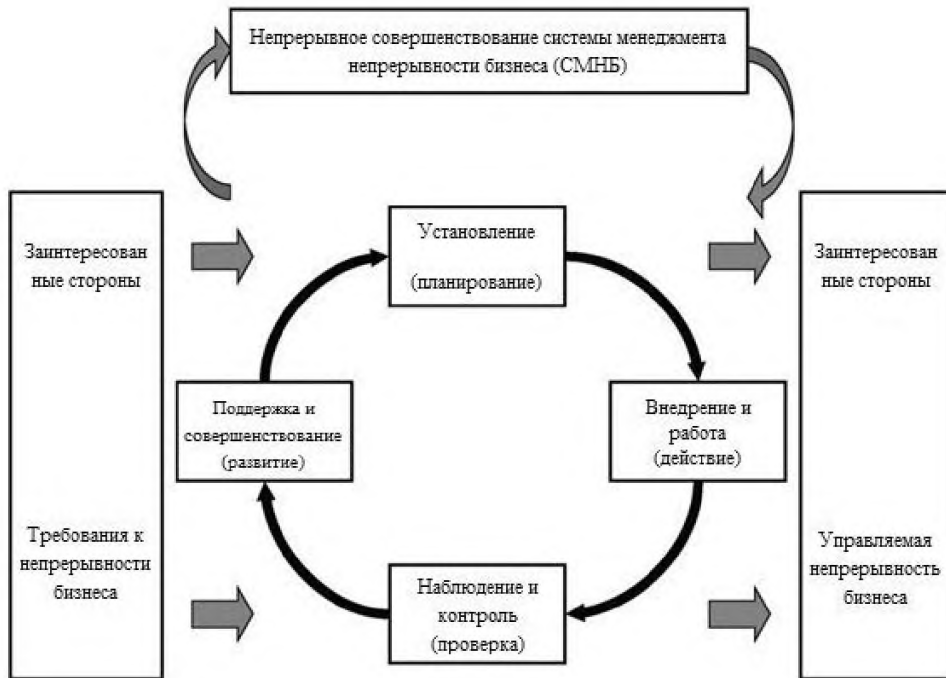 Непрерывное совершенствование системы менеджмента
непрерывности бизнеса (СМНБ)
Заинтересован
ные стороны
Требования к
непрерывности
бизнеса
Установление
(планирование)
Поддержка и
совершенствование
(развитие)
Внедрение и
работа
(действие)
Наблюдение и
контроль
(проверка)
Заинтересован
ные стороны
Управляемая
непрерывность
бизнеса